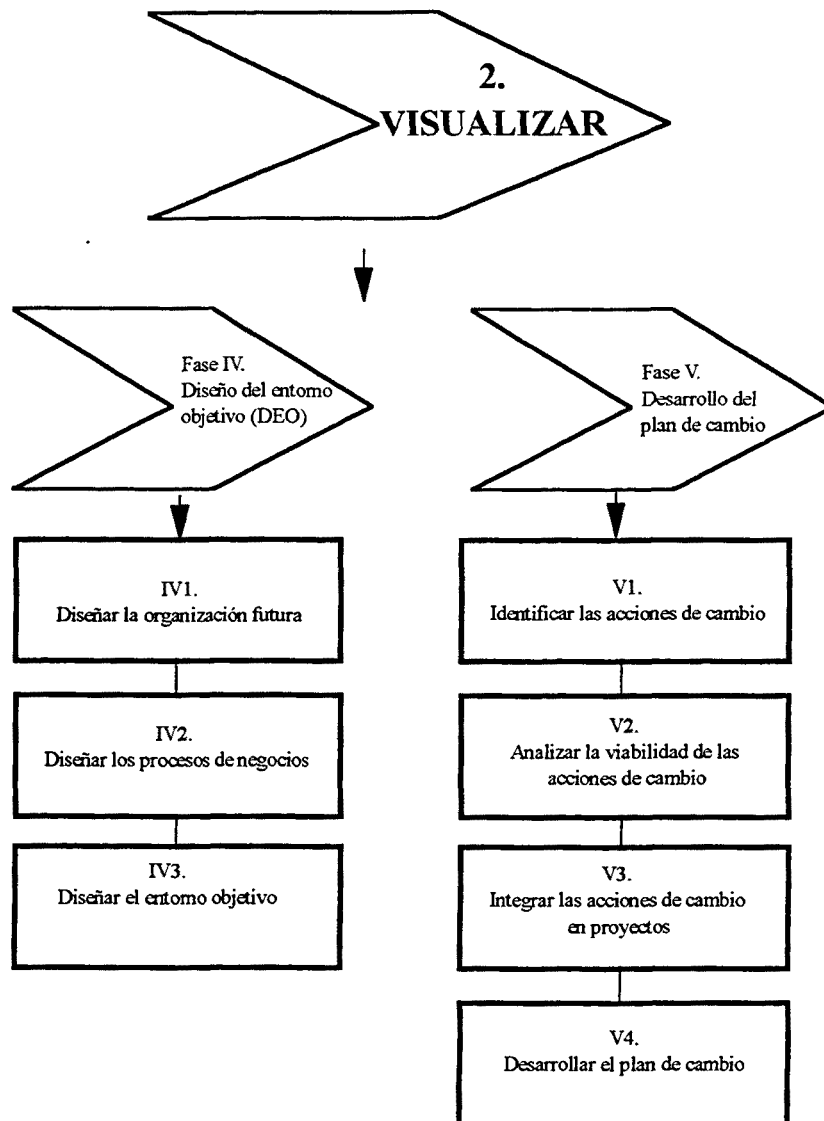 2.
VISUALIZAR
Fase IV.
Diseño del entorno
objetivo (DEO)
IV1.
Diseñar la organización futura
IV2.
Diseñar los procesos de negocios
IV3.
Diseñar el entorno objetivo
Fase V.
Desarrollo del
plan de cambio
V1.
Identificar las acciones de cambio
V2.
Analizar la viabilidad de las
acciones de cambio
V3.
Integrar las acciones de cambio
en proyectos
V4.
Desarrollar el plan de cambio